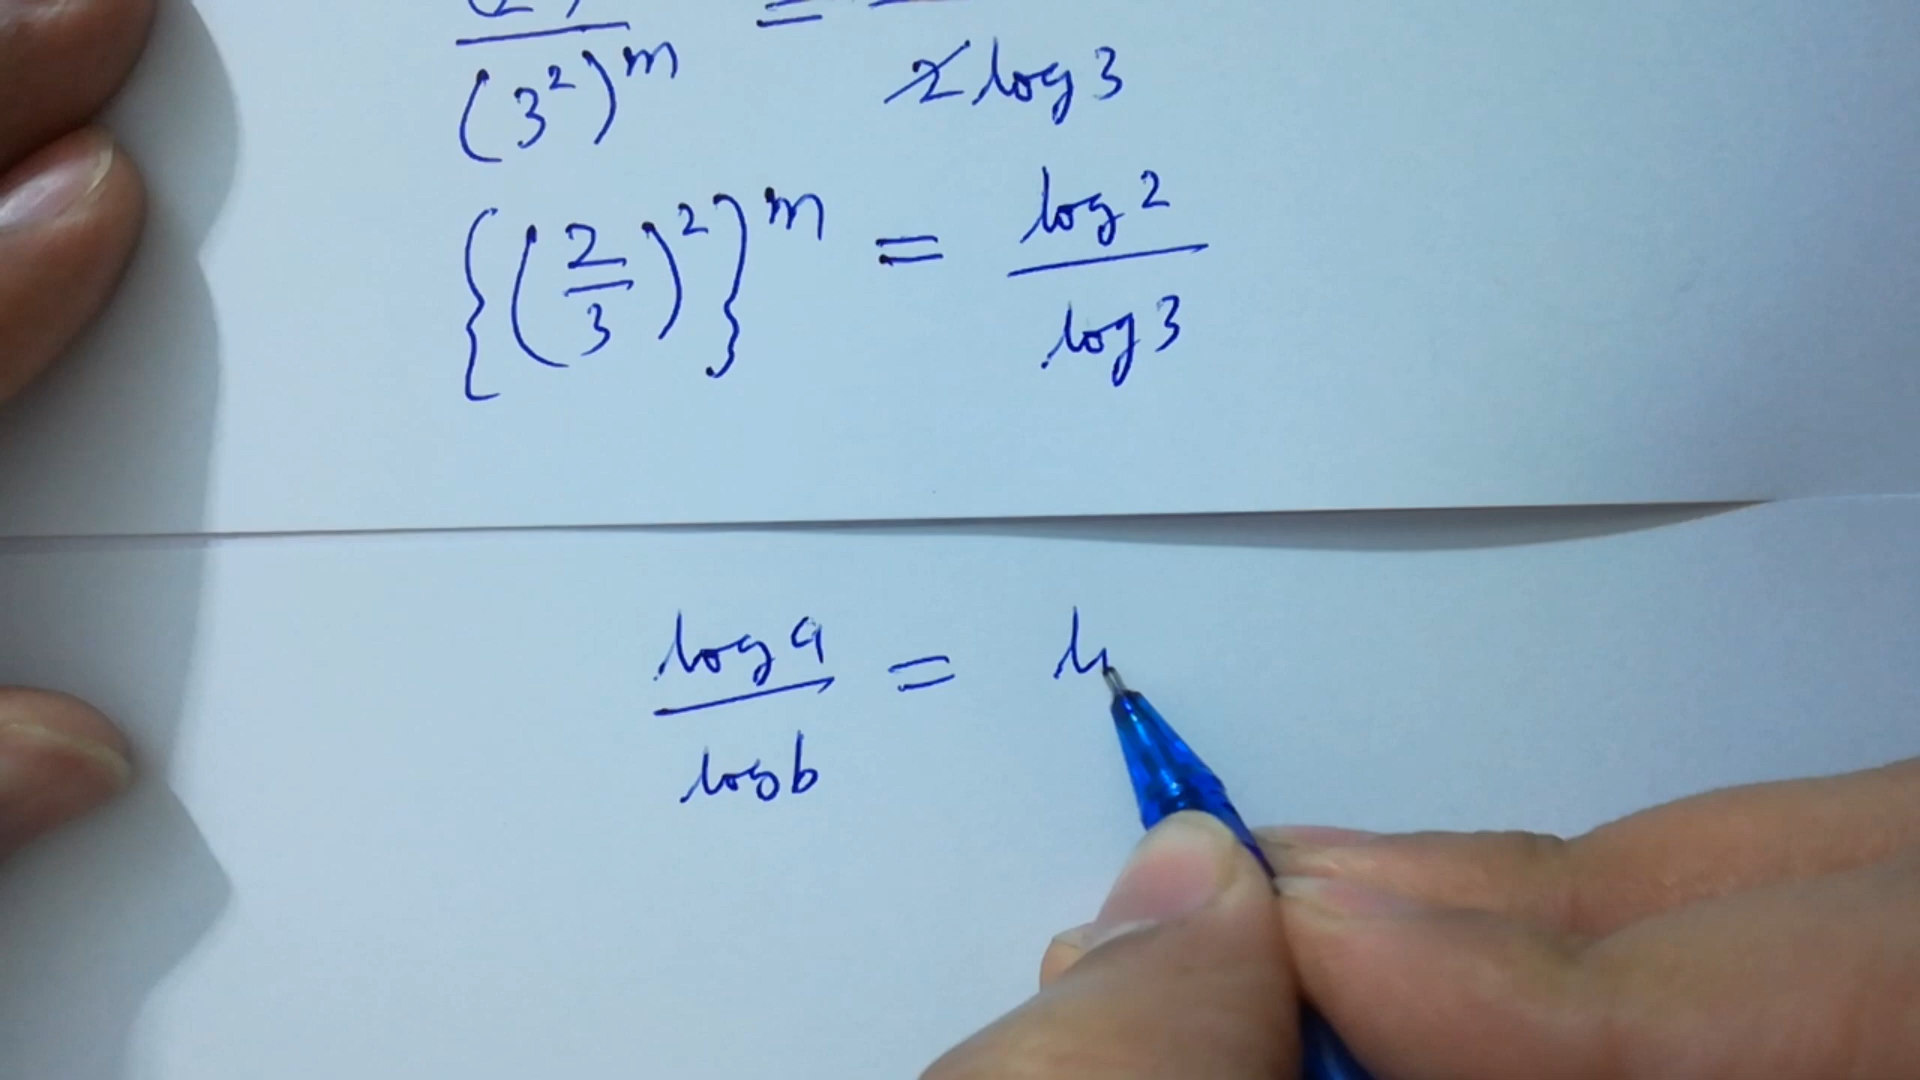 (3²)ᵐ = 2 log 3
{(2/3)²}ᵐ = log 2 / log 3
log a / log b = l